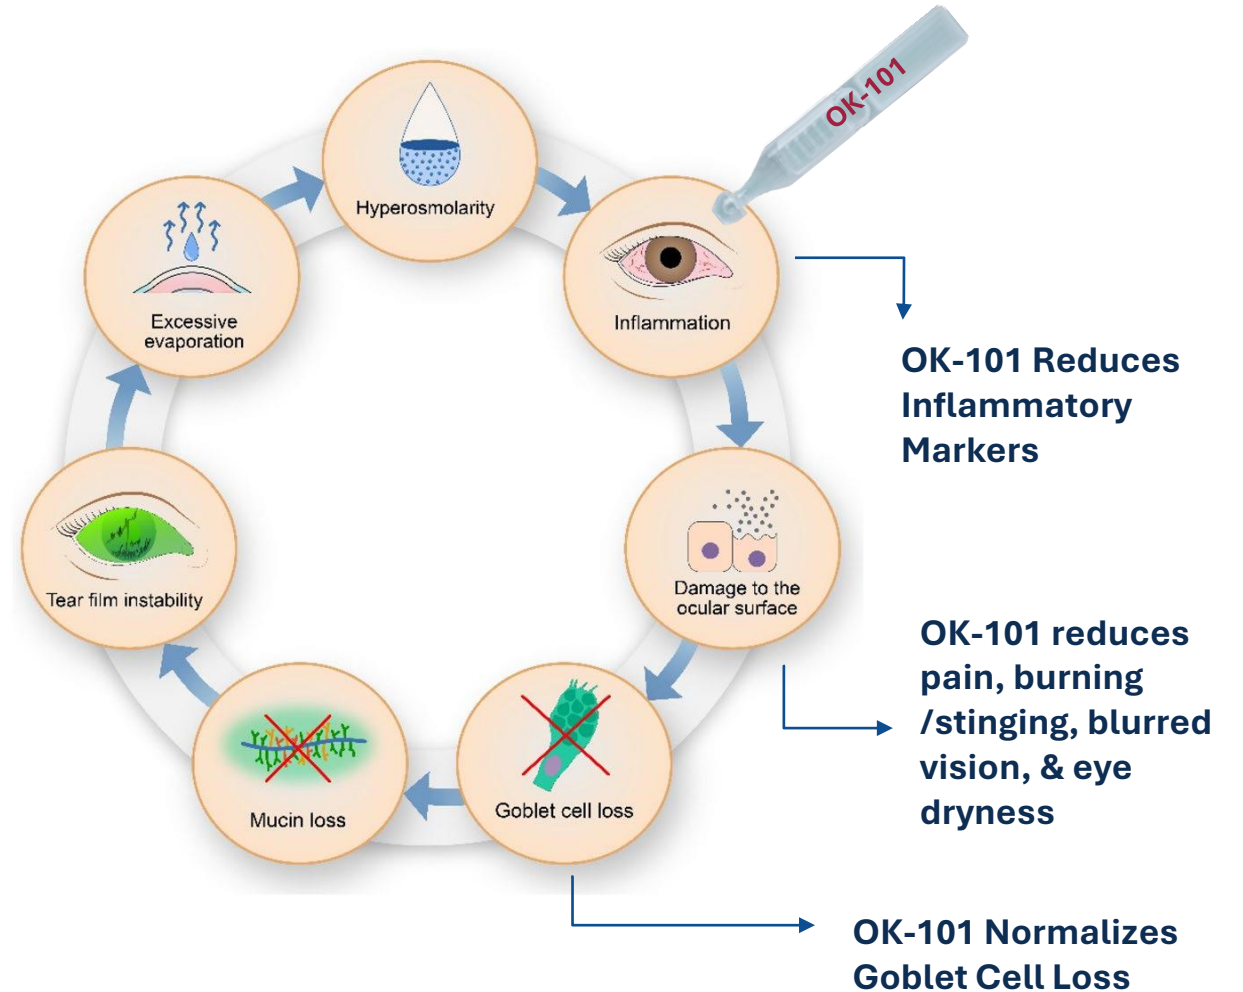 OK-101
Hyperosmolarity
Inflammation
OK-101 Reduces
Inflammatory
Markers
Damage to the
ocular surface
OK-101 reduces
pain, burning
/stinging, blurred
vision, & eye
dryness
Goblet cell loss
OK-101 Normalizes
Goblet Cell Loss
Mucin loss
Tear film instability
Excessive
evaporation